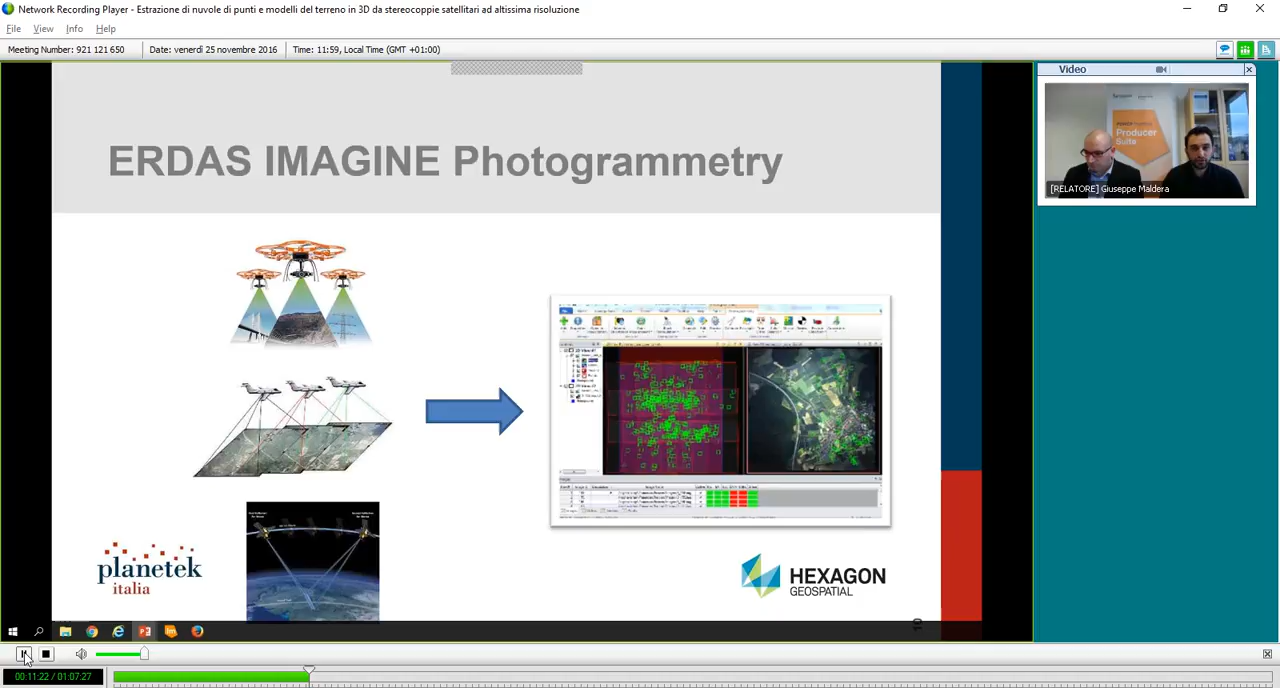 Network Recording Player - Estrazione di nuvole di punti e modelli del terreno in 3D da stereocoppie satellitari ad altissima risoluzione
File View Info Help
Meeting Number: 921 121 650 Date: venerdì 25 novembre 2016 Time: 11:59, Local Time (GMT +01:00)
Video
ERDAS IMAGINE Photogrammetry
POWER
Producer
Suite
[RELATORE] Giuseppe Maldera
planetek
italia
HEXAGON
GEOSPATIAL
00:11:22 / 01:07:27